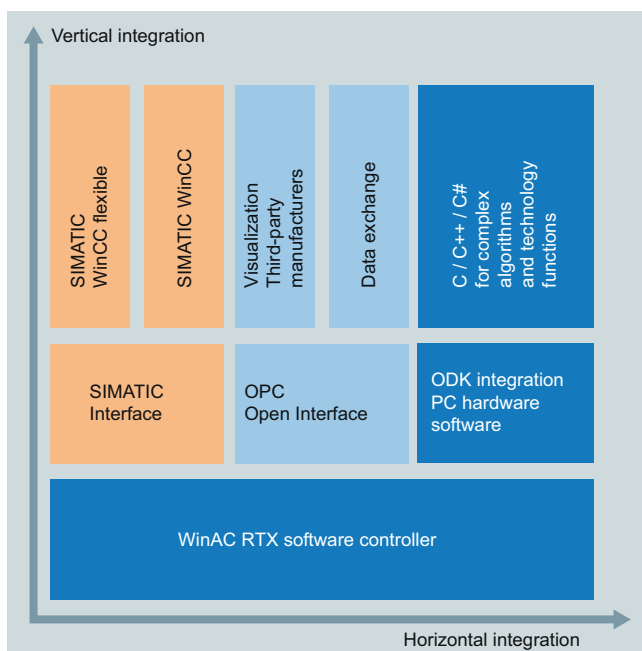 Vertical integration
SIMATIC
WinCC flexible
SIMATIC WinCC
Visualization
Third-party
manufacturers
Data exchange
C / C++ / C#
for complex
algorithms
and technology
functions
SIMATIC
Interface
OPC
Open Interface
ODK integration
PC hardware
software
WinAC RTX software controller
Horizontal integration